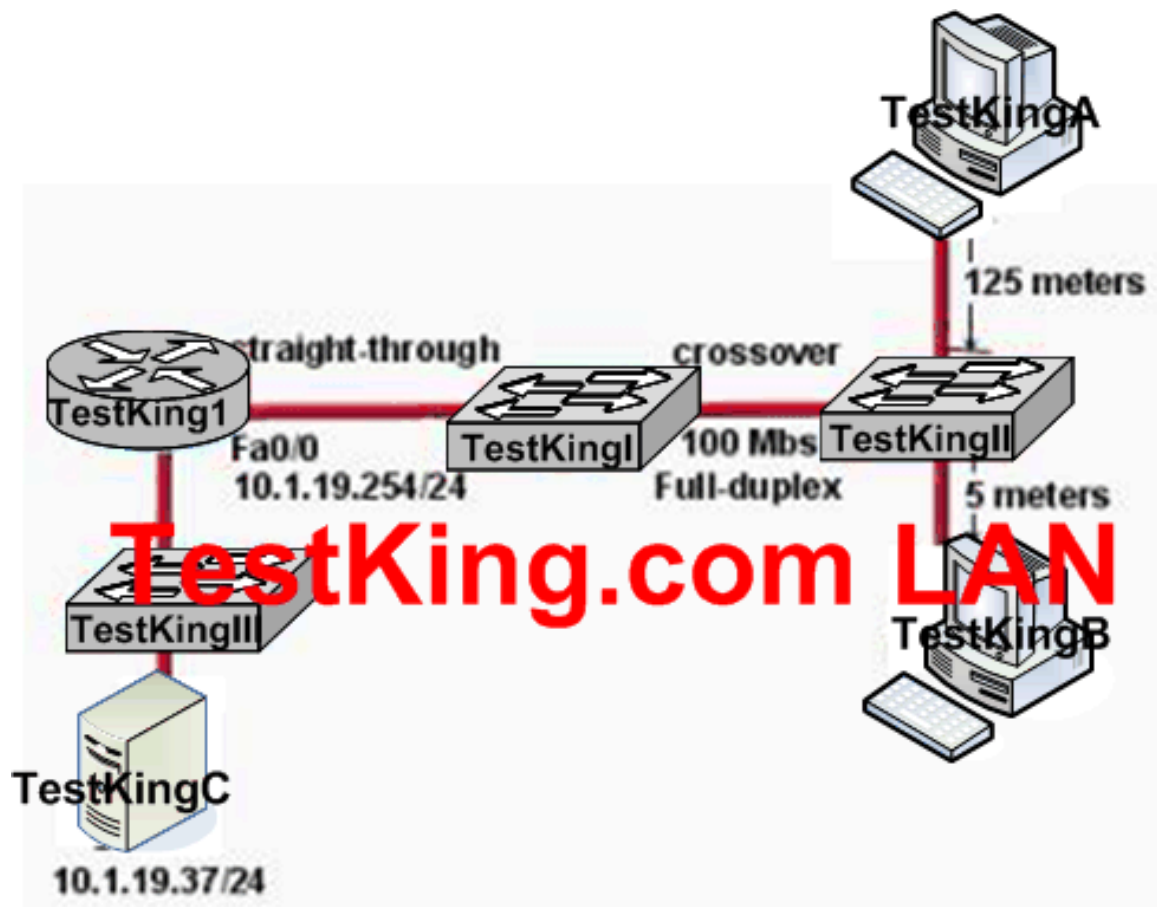 TestKingA
125 meters
straight-through
crossover
TestKing1
TestKingI
TestKingII
Fa0/0
10.1.19.254/24
100 Mbs
Full-duplex
5 meters
TestKing.com LAN
TestKingIII
TestKingB
TestKingC
10.1.19.37/24